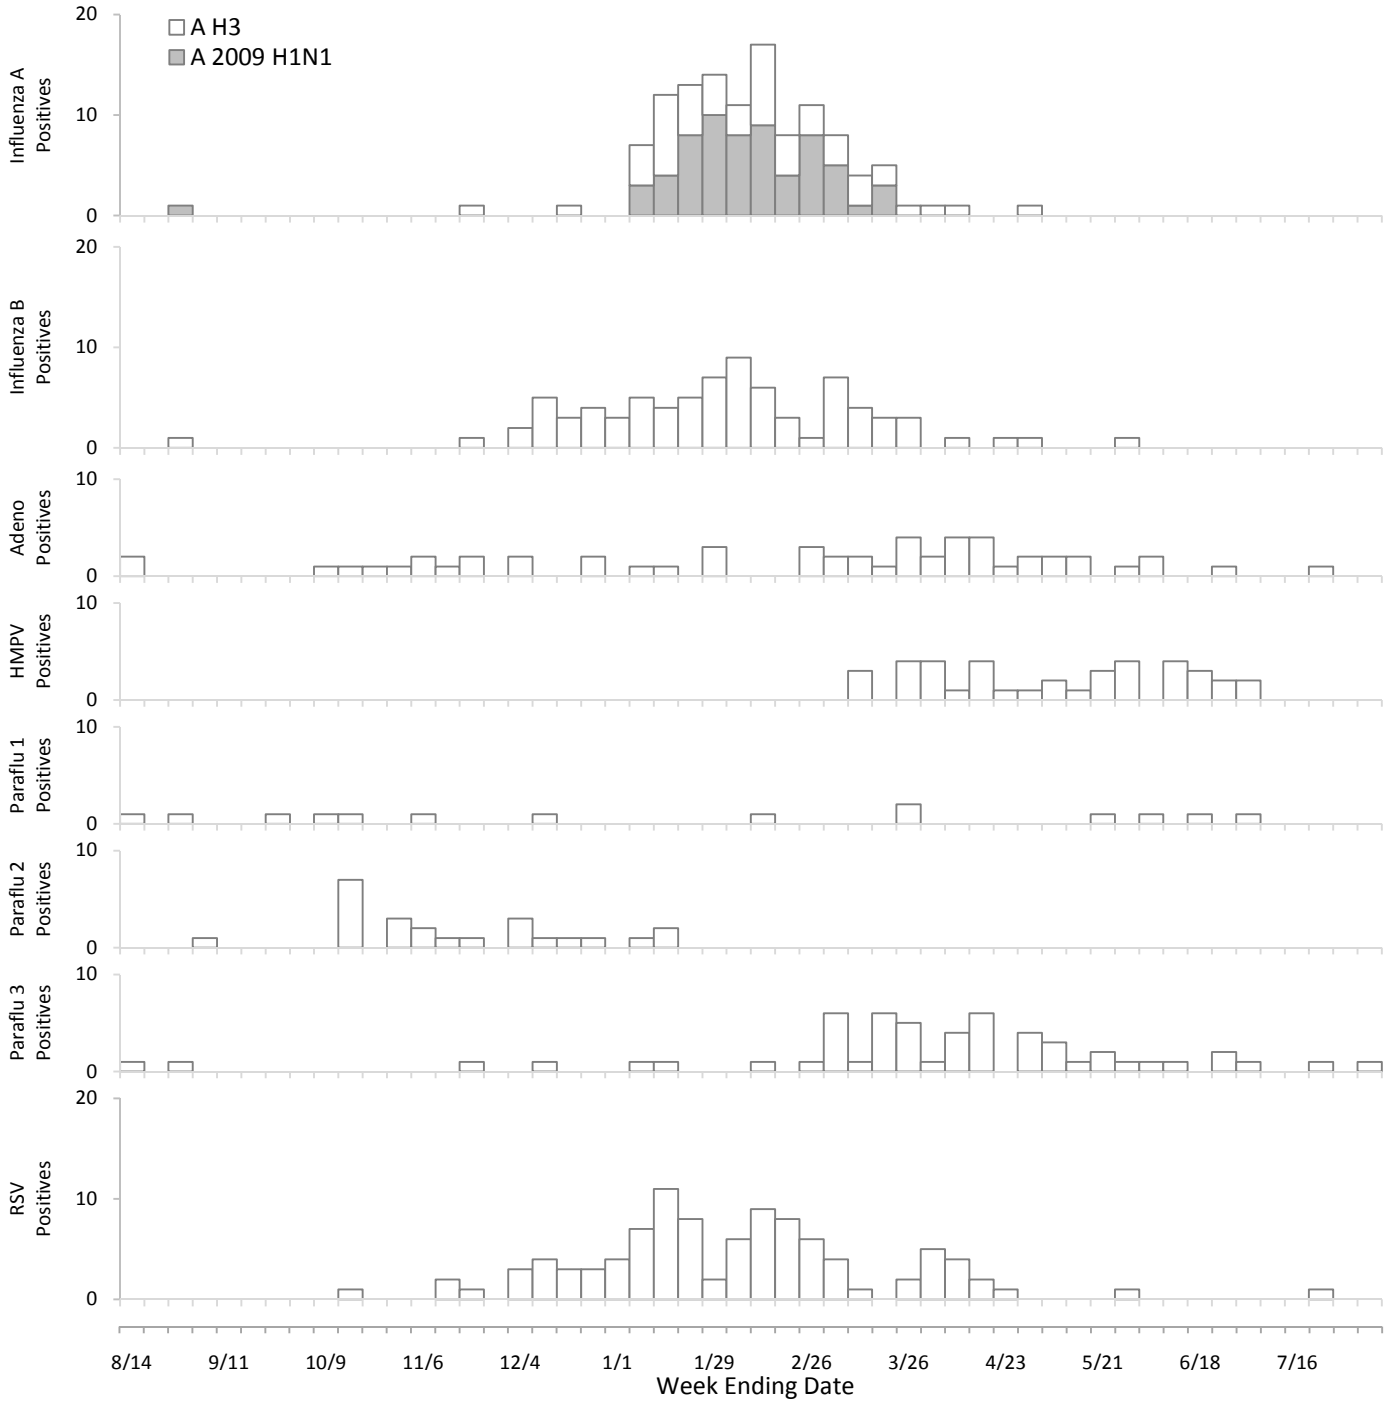 20
A H3
A 2009 H1N1
Influenza A
Positives
10
0
20
Influenza B
Positives
10
0
10
Adeno
Positives
0
10
HMPV
Positives
0
10
Paraflu 1
Positives
0
10
Paraflu 2
Positives
0
10
Paraflu 3
Positives
0
20
RSV
Positives
10
0
8/14 9/11 10/9 11/6 12/4 1/1 1/29 2/26 3/26 4/23 5/21 6/18 7/16
Week Ending Date